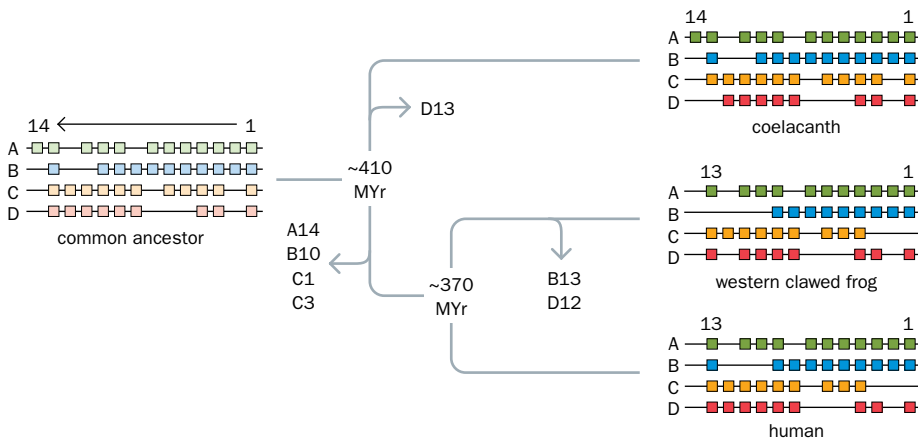 14 1
A
B
C
D
common ancestor
~410
MYr
D13
A14
B10
C1
C3
~370
MYr
B13
D12
14 1
A
B
C
D
coelacanth
13 1
A
B
C
D
western clawed frog
13 1
A
B
C
D
human